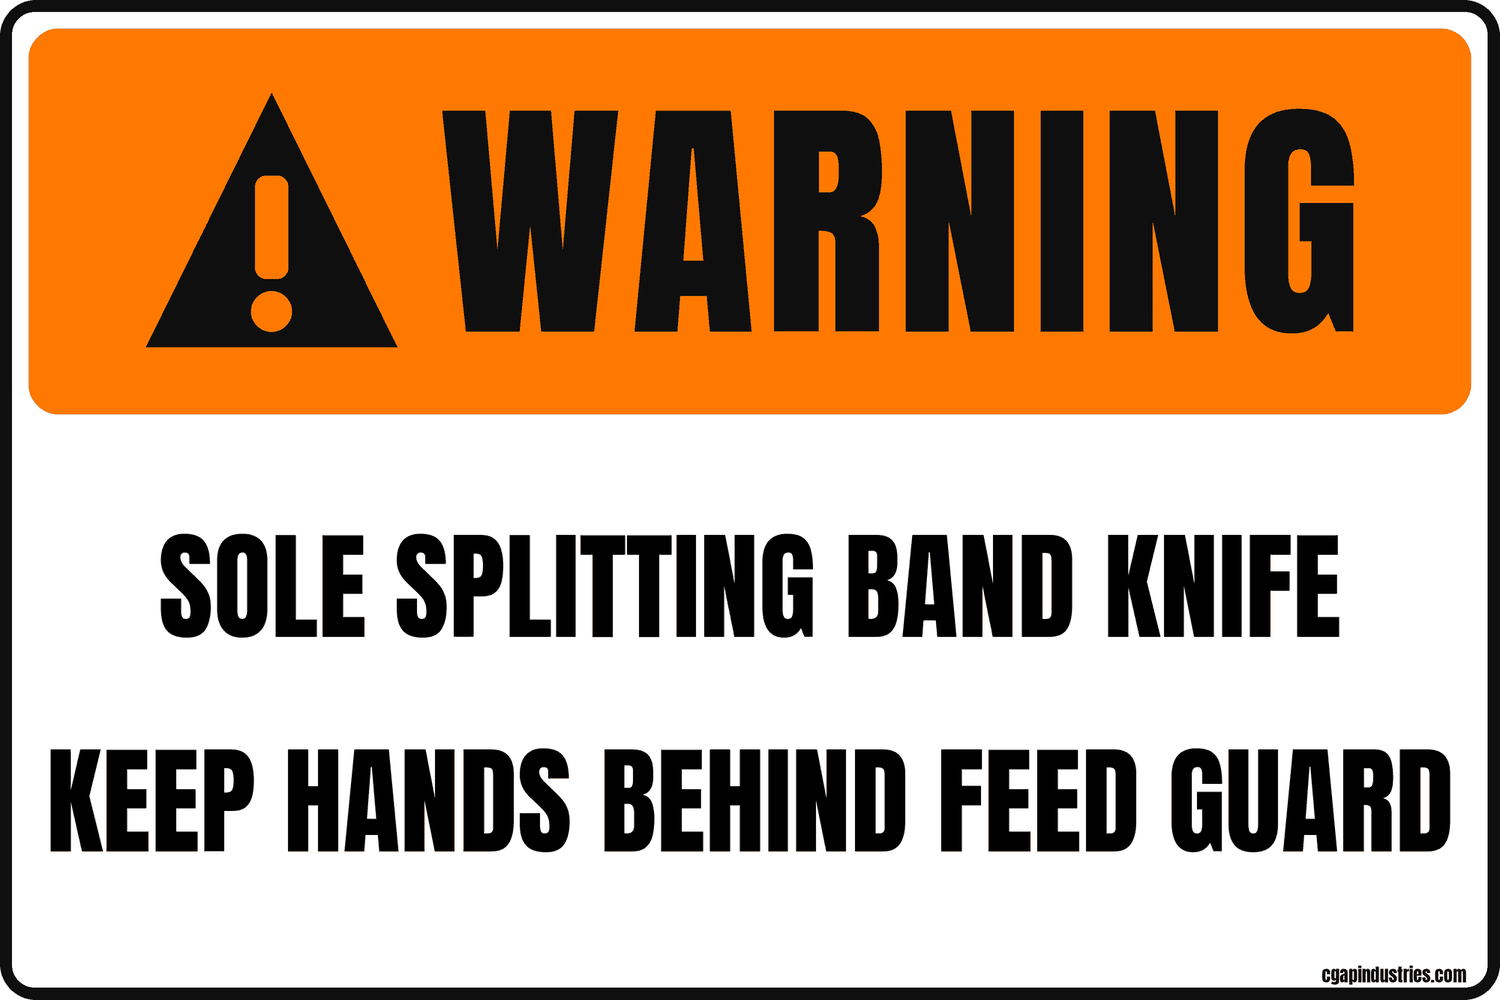 WARNING
SOLE SPLITTING BAND KNIFE
KEEP HANDS BEHIND FEED GUARD
cgapindustries.com